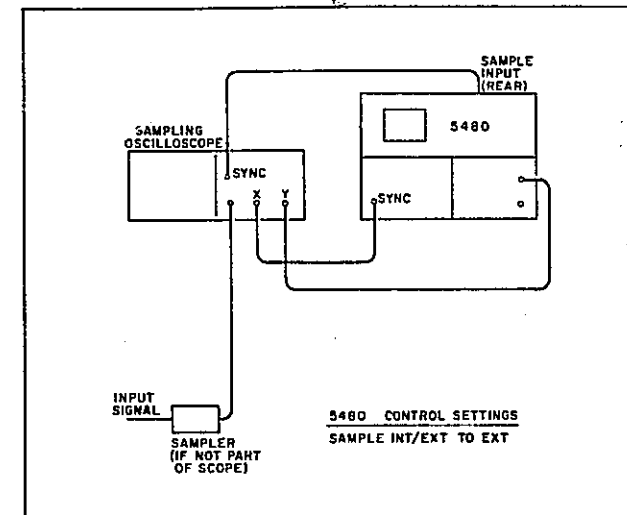 SAMPLE
INPUT
(REAR)
SAMPLING
OSCILLOSCOPE
5480
SYNC
X Y
SYNC
INPUT
SIGNAL
SAMPLER
(IF NOT PART
OF SCOPE)
5480 CONTROL SETTINGS
SAMPLE INT/EXT TO EXT